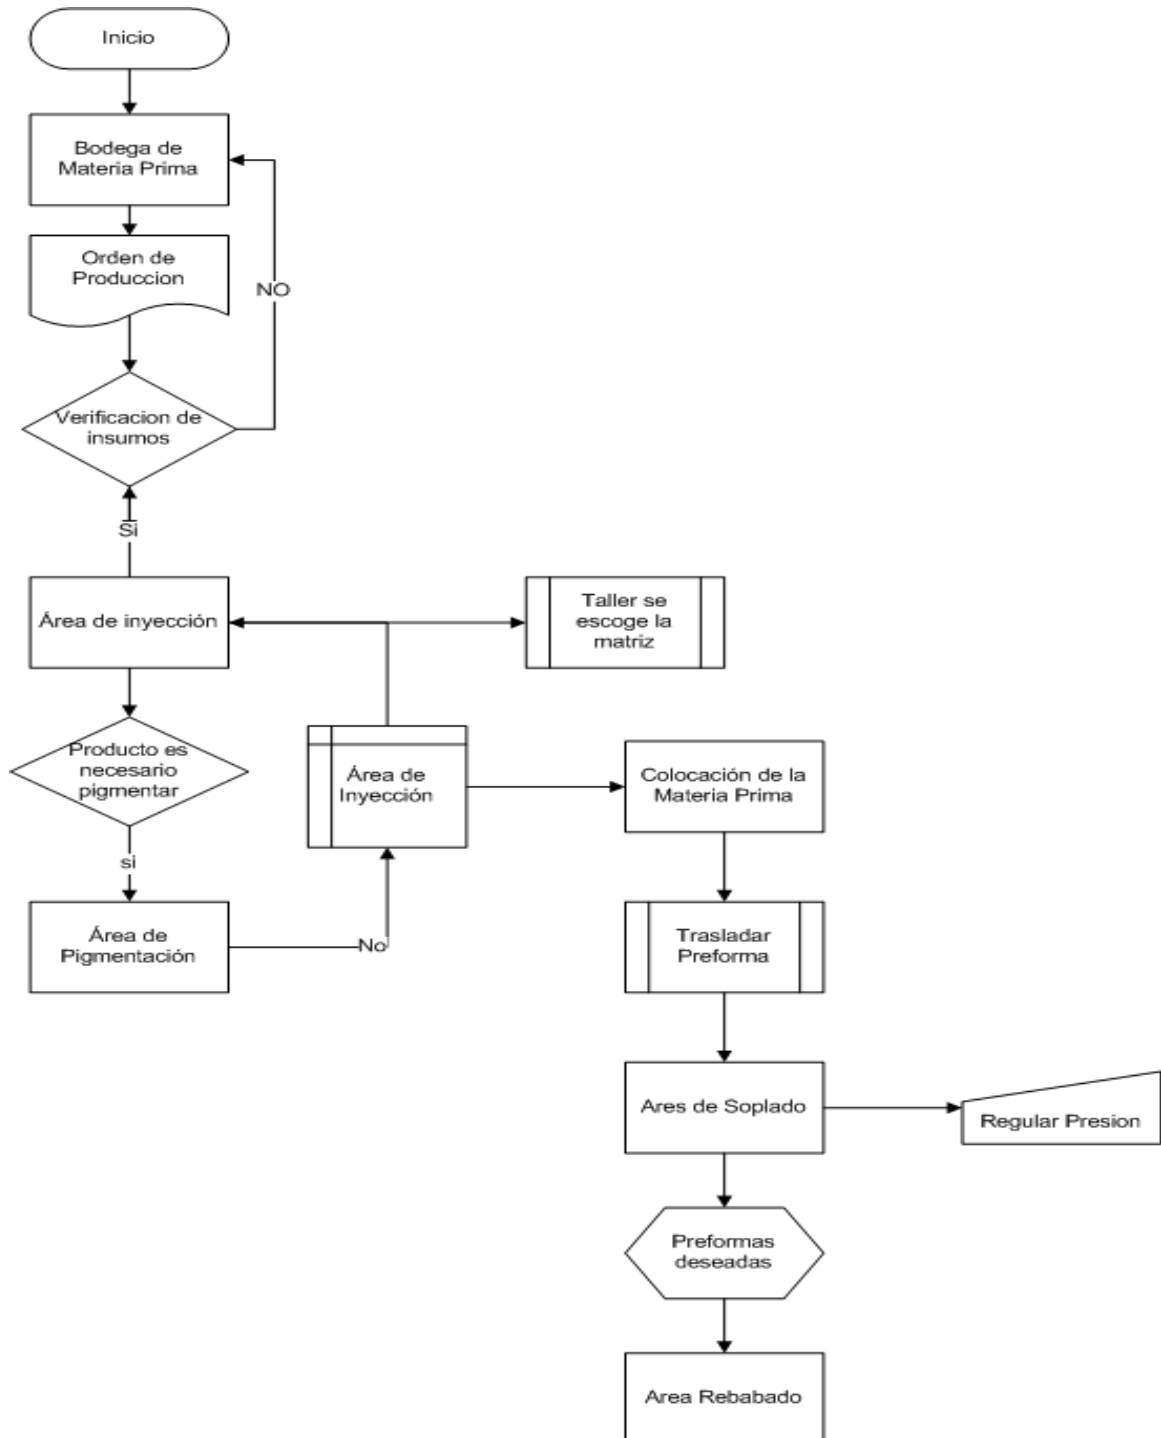 Inicio
Bodega de
Materia Prima
Orden de
Produccion
NO
Verificacion de
insumos
Si
Área de inyección
Taller se
escoge la
matriz
Producto es
necesario
pigmentar
Área de
Inyección
Colocación de la
Materia Prima
si
Área de
Pigmentación
No
Trasladar
Preforma
Ares de Soplado
Regular Presion
Preformas
deseadas
Area Rebabado